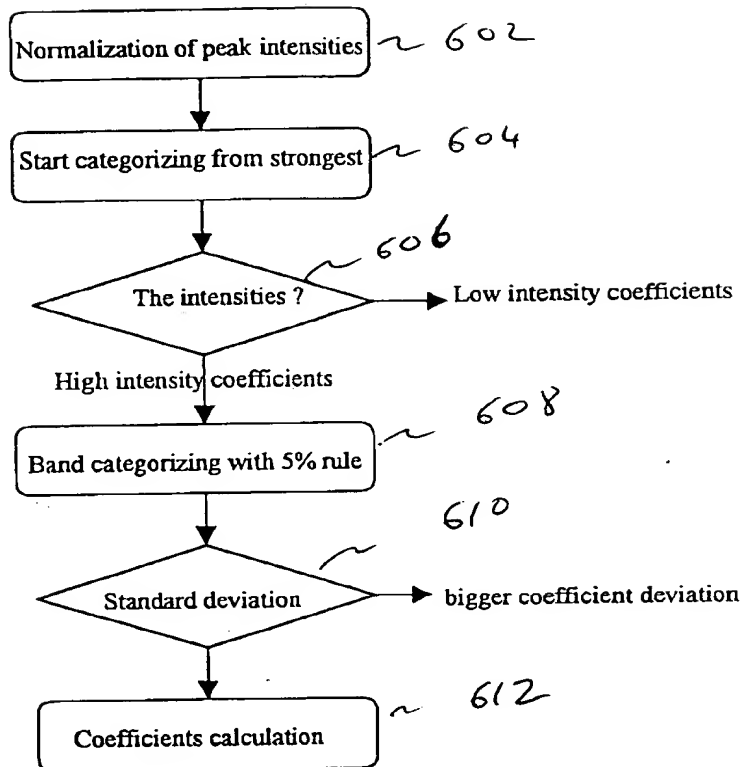 Normalization of peak intensities 602
Start categorizing from strongest 604
606
The intensities ?
Low intensity coefficients
High intensity coefficients
608
Band categorizing with 5% rule
610
Standard deviation
bigger coefficient deviation
612
Coefficients calculation